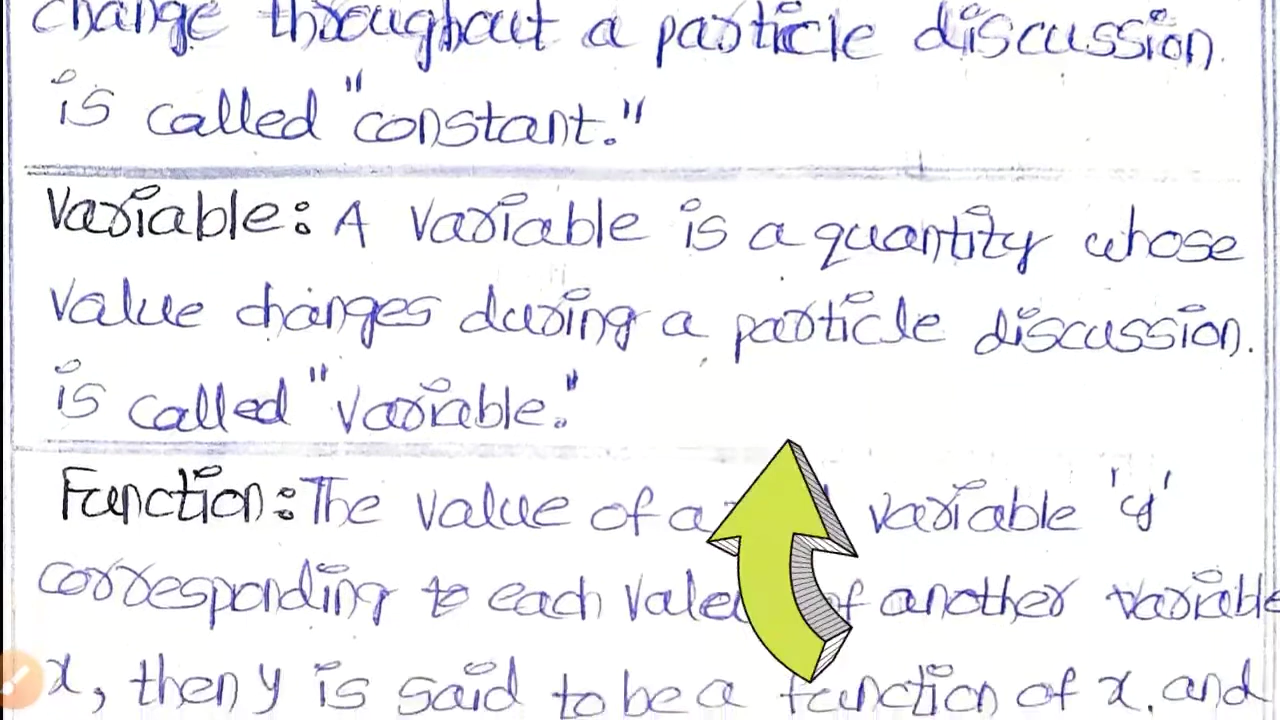 change throughout a particle discussion.
is called "constant."
Variable: A variable is a quantity whose
value changes during a particle discussion.
is called "variable."
Function: The value of a variable 'y'
corresponding to each value of another variable
x, then y is said to be a function of x. and